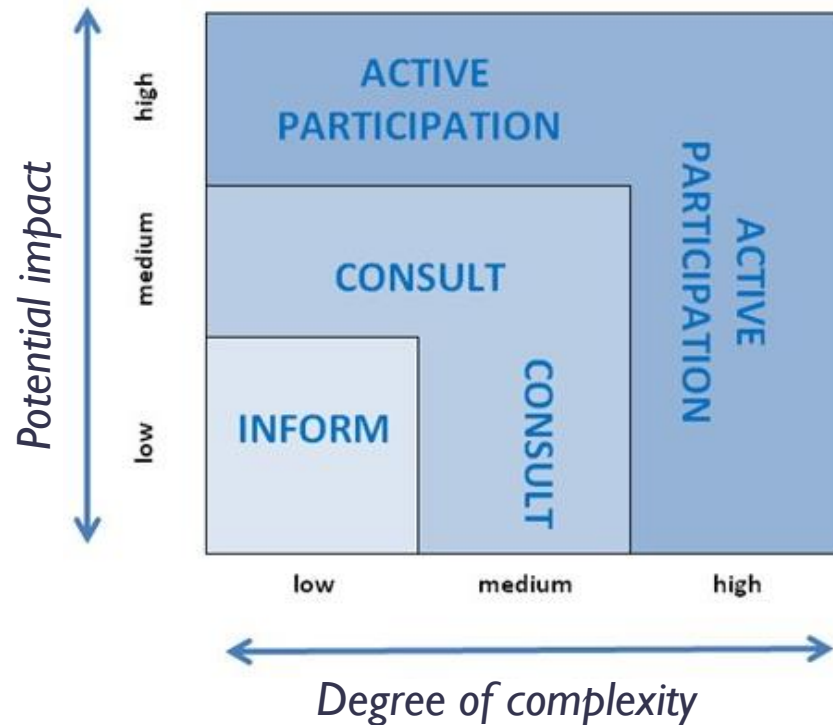 high
ACTIVE
PARTICIPATION
ACTIVE
PARTICIPATION
Potential impact
medium
CONSULT
CONSULT
low
INFORM
low medium high
Degree of complexity